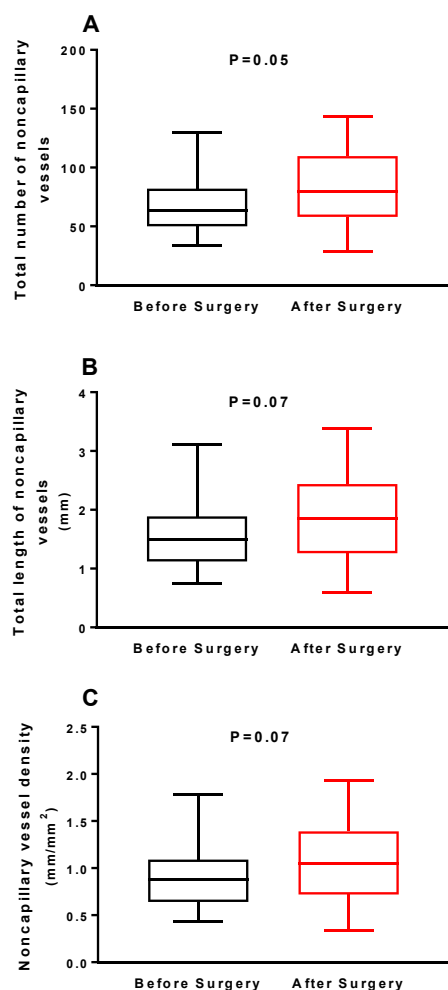 A
P=0.05
Total number of noncapillary
vessels
200
150
100
50
0
Before Surgery After Surgery
B
P=0.07
Total length of noncapillary
vessels
(mm)
4
3
2
1
0
Before Surgery After Surgery
C
P=0.07
Noncapillary vessel density
(mm/mm²)
2.5
2.0
1.5
1.0
0.5
0.0
Before Surgery After Surgery